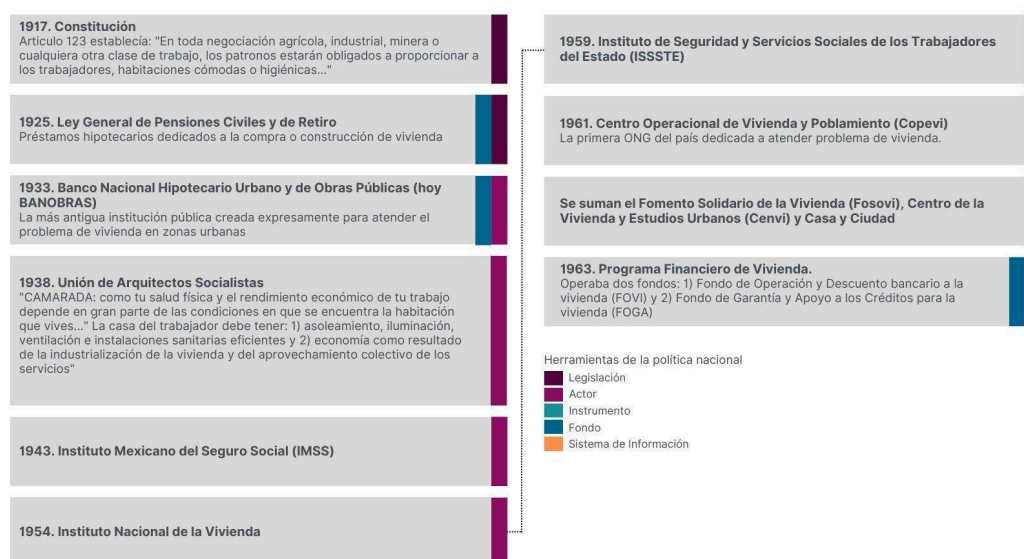 1917. Constitución
Articulo 123 establecía: "En toda negociación agrícola, industrial, minera o
cualquiera otra clase de trabajo, los patronos estarán obligados a proporcionar a
los trabajadores, habitaciones cómodas o higiénicas..."
1925. Ley General de Pensiones Civiles y de Retiro
Préstamos hipotecarios dedicados a la compra o construcción de vivienda
1933. Banco Nacional Hipotecario Urbano y de Obras Públicas (hoy
BANOBRAS)
La más antigua institución pública creada expresamente para atender el
problema de vivienda en zonas urbanas
1938. Unión de Arquitectos Socialistas
"CAMARADA: como tu salud física y el rendimiento económico de tu trabajo
depende en gran parte de las condiciones en que se encuentra la habitación
que vives..." La casa del trabajador debe tener: 1) asoleamiento, iluminación,
ventilación e instalaciones sanitarias eficientes y 2) economía como resultado
de la industrialización de la vivienda y del aprovechamiento colectivo de los
servicios"
1943. Instituto Mexicano del Seguro Social (IMSS)
1954. Instituto Nacional de la Vivienda
1959. Instituto de Seguridad y Servicios Sociales de los Trabajadores
del Estado (ISSSTE)
1961. Centro Operacional de Vivienda y Poblamiento (Copevi)
La primera ONG del país dedicada a atender problema de vivienda.
Se suman el Fomento Solidario de la Vivienda (Fosovi), Centro de la
Vivienda y Estudios Urbanos (Cenvi) y Casa y Ciudad
1963. Programa Financiero de Vivienda.
Operaba dos fondos: 1) Fondo de Operación y Descuento bancario a la
vivienda (FOVI) y 2) Fondo de Garantía y Apoyo a los Créditos para la
vivienda (FOGA)
Herramientas de la política nacional
Legislación
Actor
Instrumento
Fondo
Sistema de Información